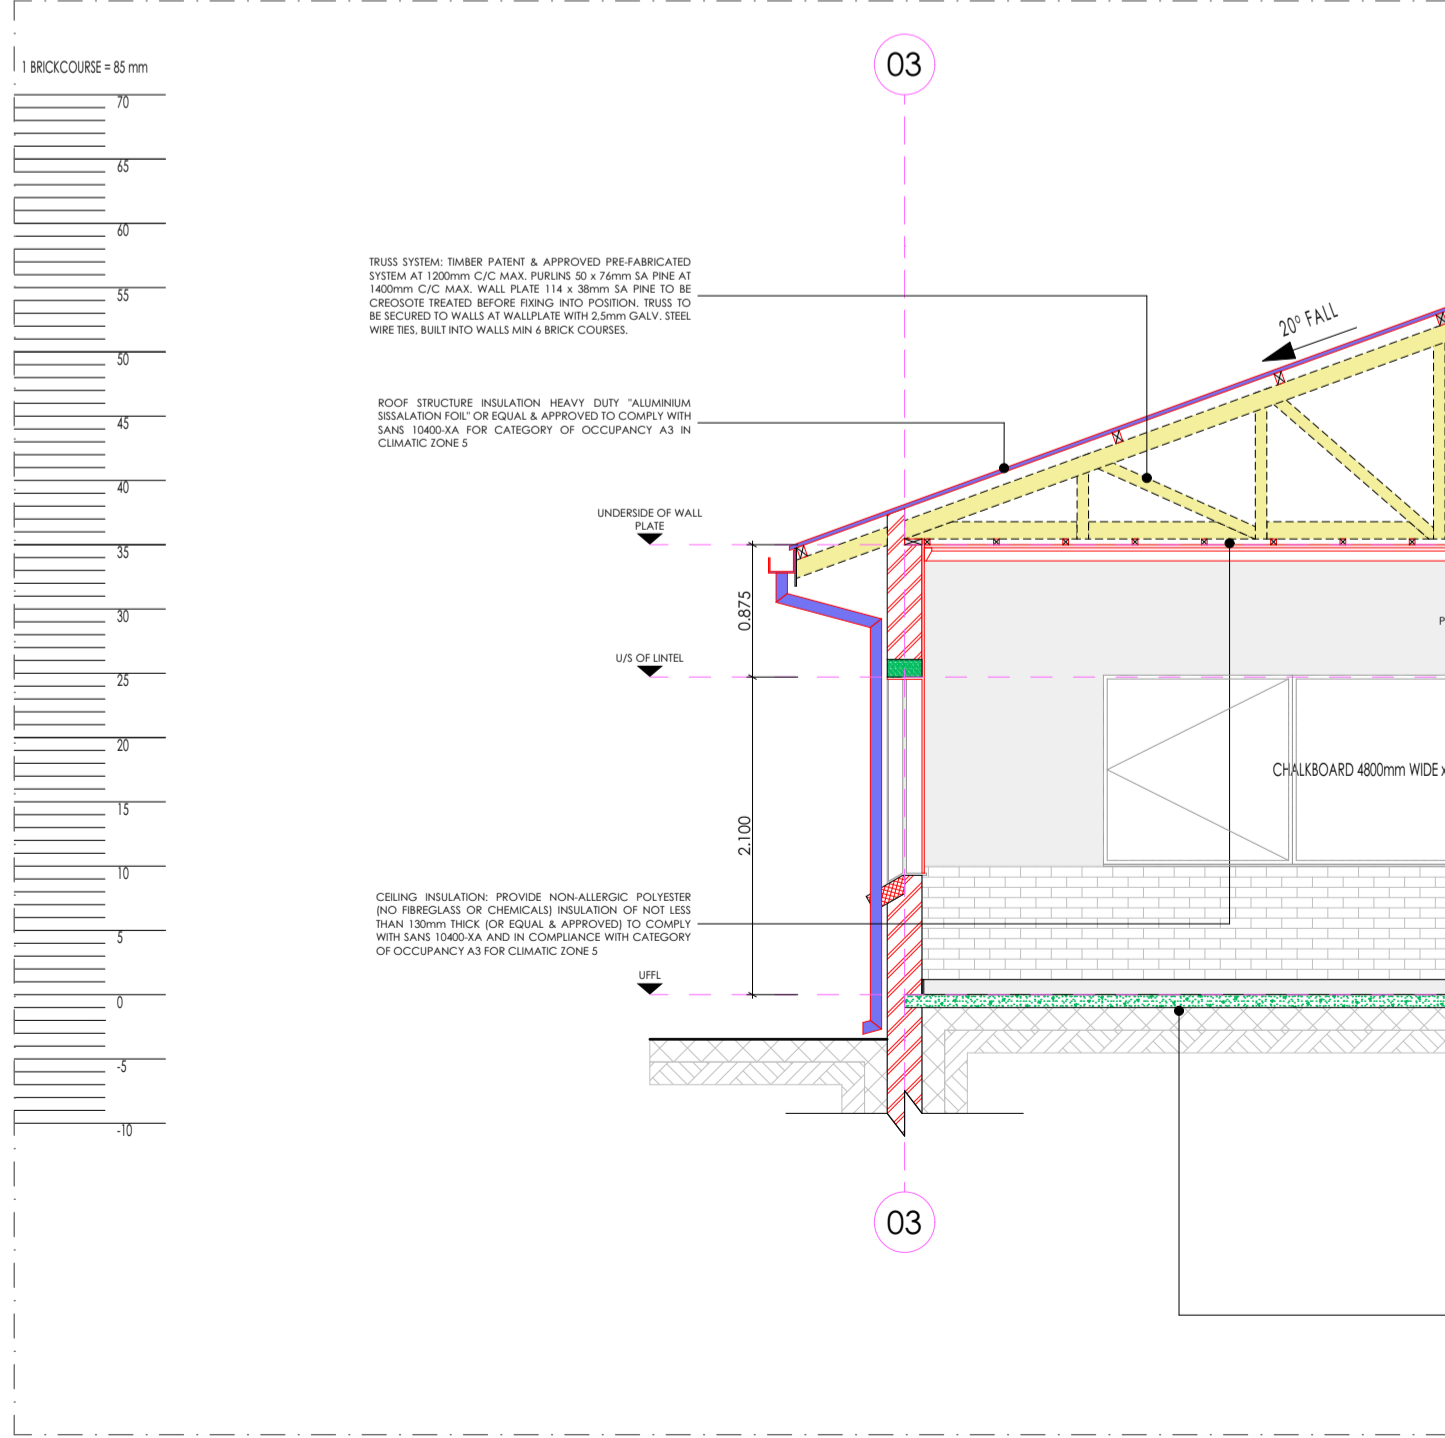 1 BRICKCOURSE = 85 mm
70
65
60
55
50
45
40
35
30
25
20
15
10
5
0
-5
-10
03
TRUSS SYSTEM: TIMBER PATENT & APPROVED PRE-FABRICATED
SYSTEM AT 1200mm C/C MAX. PURLINS 50 x 76mm SA PINE AT
1400mm C/C MAX. WALL PLATE 114 x 38mm SA PINE TO BE
CREOSOTE TREATED BEFORE FIXING INTO POSITION. TRUSS TO
BE SECURED TO WALLS AT WALLPLATE WITH 2,5mm GALV. STEEL
WIRE TIES, BUILT INTO WALLS MIN 6 BRICK COURSES.
20° FALL
ROOF STRUCTURE INSULATION HEAVY DUTY "ALUMINIUM
SISSALATION FOIL" OR EQUAL & APPROVED TO COMPLY WITH
SANS 10400-XA FOR CATEGORY OF OCCUPANCY A3 IN
CLIMATIC ZONE 5
UNDERSIDE OF WALL
PLATE
0.875
P
U/S OF LINTEL
CHALKBOARD 4800mm WIDE x
2.100
CEILING INSULATION: PROVIDE NON-ALLERGIC POLYESTER
(NO FIBREGLASS OR CHEMICALS) INSULATION OF NOT LESS
THAN 130mm THICK (OR EQUAL & APPROVED) TO COMPLY
WITH SANS 10400-XA AND IN COMPLIANCE WITH CATEGORY
OF OCCUPANCY A3 FOR CLIMATIC ZONE 5
UFFL
03